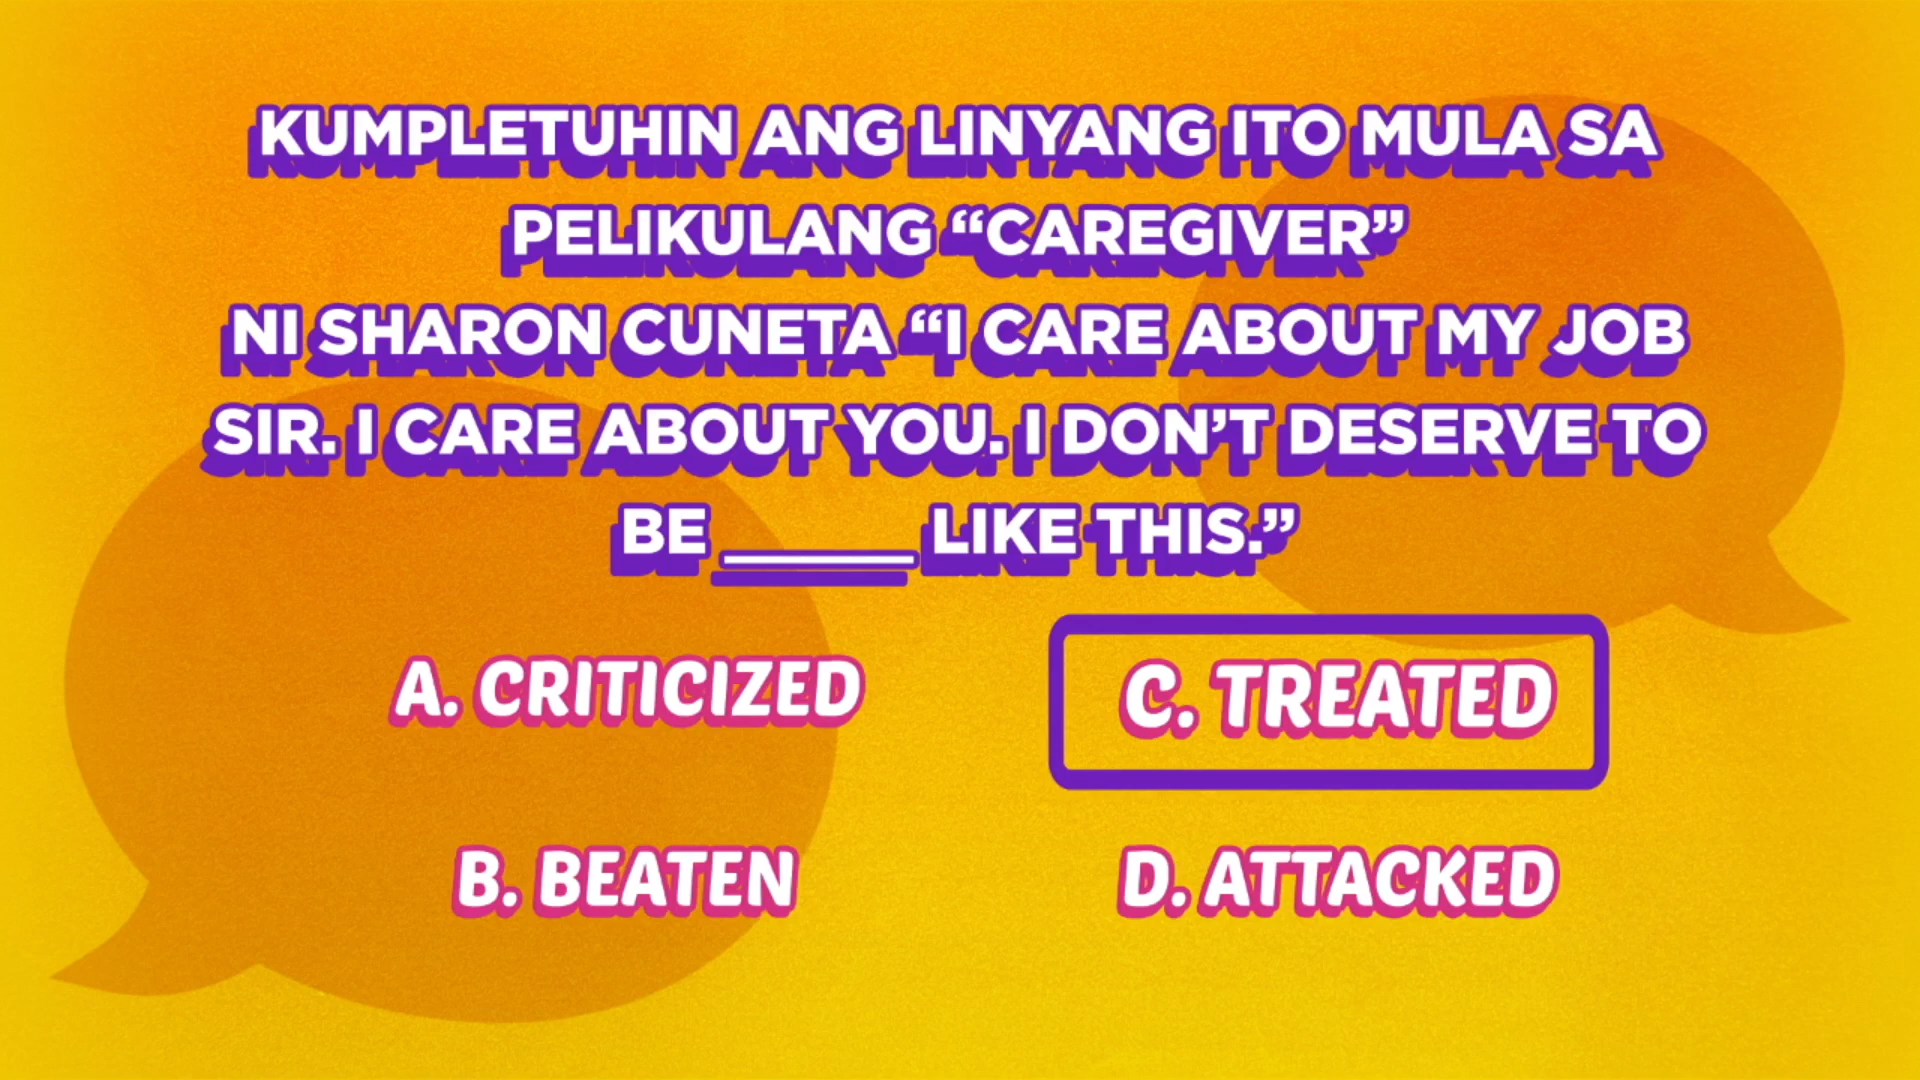 KUMPLETUHIN ANG LINYANG ITO MULA SA
PELIKULANG “CAREGIVER”
NI SHARON CUNETA “I CARE ABOUT MY JOB
SIR. I CARE ABOUT YOU. I DON’T DESERVE TO
BE ______ LIKE THIS.”
A. CRITICIZED
C. TREATED
B. BEATEN
D. ATTACKED